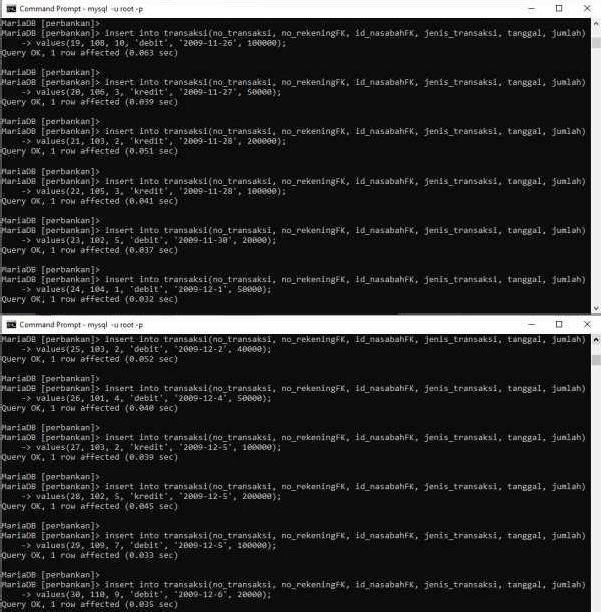 Command Prompt - mysql -u root -p
MariaDB [perbankan]>
MariaDB [perbankan]> insert into transaksi(no_transaksi, no_rekeningFK, id_nasabahFK, jenis_transaksi, tanggal, jumlah)
-> values(19, 108, 10, 'debit', '2009-11-26', 100000);
Query OK, 1 row affected (0.063 sec)
MariaDB [perbankan]>
MariaDB [perbankan]> insert into transaksi(no_transaksi, no_rekeningFK, id_nasabahFK, jenis_transaksi, tanggal, jumlah)
-> values(20, 106, 3, 'kredit', '2009-11-27', 50000);
Query OK, 1 row affected (0.039 sec)
MariaDB [perbankan]>
MariaDB [perbankan]> insert into transaksi(no_transaksi, no_rekeningFK, id_nasabahFK, jenis_transaksi, tanggal, jumlah)
-> values(21, 103, 2, 'kredit', '2009-11-28', 200000);
Query OK, 1 row affected (0.051 sec)
MariaDB [perbankan]>
MariaDB [perbankan]> insert into transaksi(no_transaksi, no_rekeningFK, id_nasabahFK, jenis_transaksi, tanggal, jumlah)
-> values(22, 105, 3, 'kredit', '2009-11-28', 100000);
Query OK, 1 row affected (0.041 sec)
MariaDB [perbankan]>
MariaDB [perbankan]> insert into transaksi(no_transaksi, no_rekeningFK, id_nasabahFK, jenis_transaksi, tanggal, jumlah)
-> values(23, 102, 5, 'debit', '2009-11-30', 20000);
Query OK, 1 row affected (0.037 sec)
MariaDB [perbankan]>
MariaDB [perbankan]> insert into transaksi(no_transaksi, no_rekeningFK, id_nasabahFK, jenis_transaksi, tanggal, jumlah)
-> values(24, 104, 1, 'debit', '2009-12-1', 50000);
Query OK, 1 row affected (0.032 sec)
Command Prompt - mysql -u root -p
MariaDB [perbankan]> insert into transaksi(no_transaksi, no_rekeningFK, id_nasabahFK, jenis_transaksi, tanggal, jumlah)
-> values(25, 103, 2, 'debit', '2009-12-2', 40000);
Query OK, 1 row affected (0.052 sec)
MariaDB [perbankan]>
MariaDB [perbankan]> insert into transaksi(no_transaksi, no_rekeningFK, id_nasabahFK, jenis_transaksi, tanggal, jumlah)
-> values(26, 101, 4, 'debit', '2009-12-4', 50000);
Query OK, 1 row affected (0.040 sec)
MariaDB [perbankan]>
MariaDB [perbankan]> insert into transaksi(no_transaksi, no_rekeningFK, id_nasabahFK, jenis_transaksi, tanggal, jumlah)
-> values(27, 103, 2, 'kredit', '2009-12-5', 100000);
Query OK, 1 row affected (0.039 sec)
MariaDB [perbankan]>
MariaDB [perbankan]> insert into transaksi(no_transaksi, no_rekeningFK, id_nasabahFK, jenis_transaksi, tanggal, jumlah)
-> values(28, 102, 5, 'kredit', '2009-12-5', 200000);
Query OK, 1 row affected (0.045 sec)
MariaDB [perbankan]>
MariaDB [perbankan]> insert into transaksi(no_transaksi, no_rekeningFK, id_nasabahFK, jenis_transaksi, tanggal, jumlah)
-> values(29, 109, 7, 'debit', '2009-12-5', 100000);
Query OK, 1 row affected (0.033 sec)
MariaDB [perbankan]>
MariaDB [perbankan]> insert into transaksi(no_transaksi, no_rekeningFK, id_nasabahFK, jenis_transaksi, tanggal, jumlah)
-> values(30, 110, 9, 'debit', '2009-12-6', 20000);
Query OK, 1 row affected (0.035 sec)